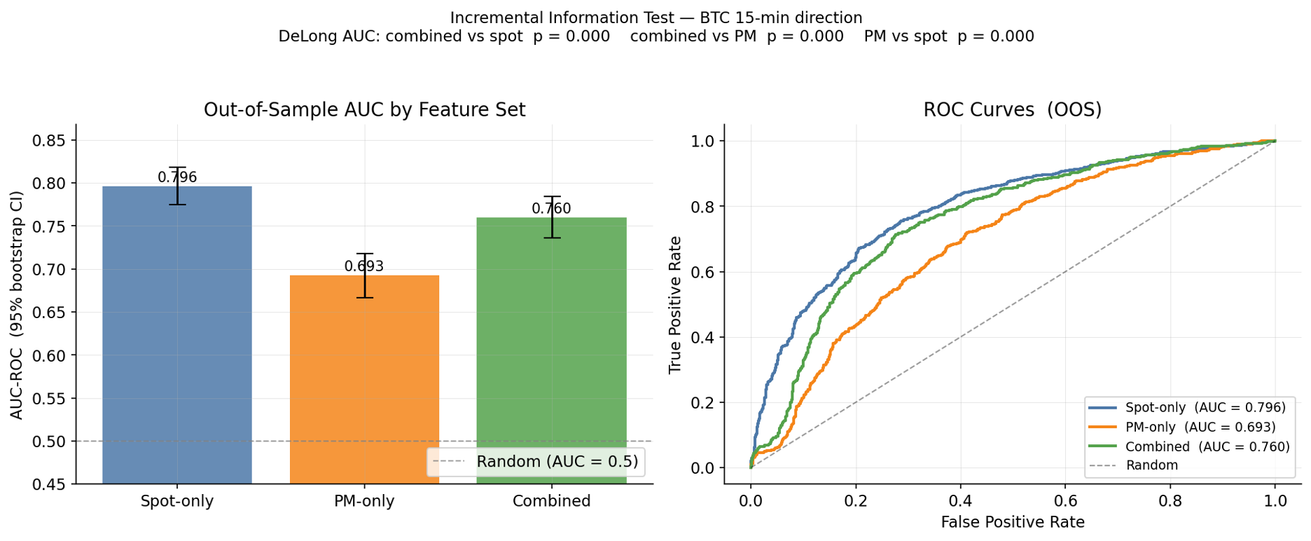 Incremental Information Test — BTC 15-min direction
DeLong AUC: combined vs spot  p = 0.000    combined vs PM  p = 0.000    PM vs spot  p = 0.000
Out-of-Sample AUC by Feature Set
AUC-ROC  (95% bootstrap CI)
0.85
0.80
0.75
0.70
0.65
0.60
0.55
0.50
0.45
0.796
0.693
0.760
Random (AUC = 0.5)
Spot-only
PM-only
Combined
ROC Curves  (OOS)
True Positive Rate
1.0
0.8
0.6
0.4
0.2
0.0
Spot-only  (AUC = 0.796)
PM-only  (AUC = 0.693)
Combined  (AUC = 0.760)
Random
0.0
0.2
0.4
0.6
0.8
1.0
False Positive Rate